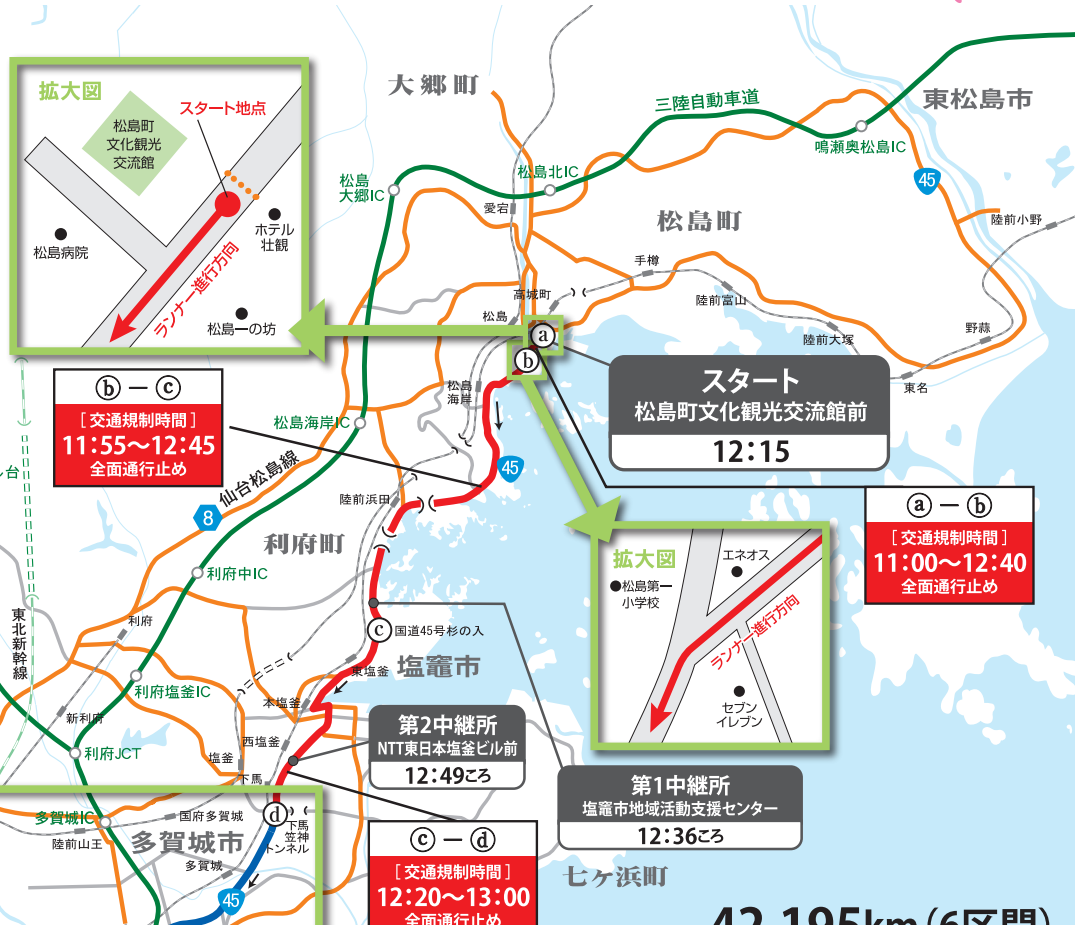 拡大図
スタート地点
松島町
文化観光
交流館
ホテル
壮観
松島病院
ランナー進行方向
松島一の坊
大郷町
三陸自動車道
東松島市
鳴瀬奥松島IC
松島北IC
松島
大郷IC
愛宕
45
松島町
陸前小野
手樽
陸前富山
高城町
松島
野蒜
陸前大塚
東名
ⓐ
ⓑ
スタート
松島町文化観光交流館前
12:15
ⓑ − ⓒ
[交通規制時間]
11:55〜12:45
全面通行止め
松島
海岸
松島海岸IC
45
仙台松島線
8
陸前浜田
利府町
ⓐ − ⓑ
[交通規制時間]
11:00〜12:40
全面通行止め
拡大図
エネオス
松島第一
小学校
ランナー進行方向
セブン
イレブン
利府中IC
東北新幹線
利府
ⓒ
国道45号杉の入
塩竈市
東塩釜
利府塩釜IC
本塩釜
新利府
西塩釜
利府JCT
塩釜
下馬
第2中継所
NTT東日本塩釜ビル前
12:49ころ
第1中継所
塩竈市地域活動支援センター
12:36ころ
多賀城IC
国府多賀城
ⓓ
下馬
笠神
トンネル
陸前山王
多賀城市
多賀城
45
ⓒ − ⓓ
[交通規制時間]
12:20〜13:00
全面通行止め
七ヶ浜町
42.195km(6区間)